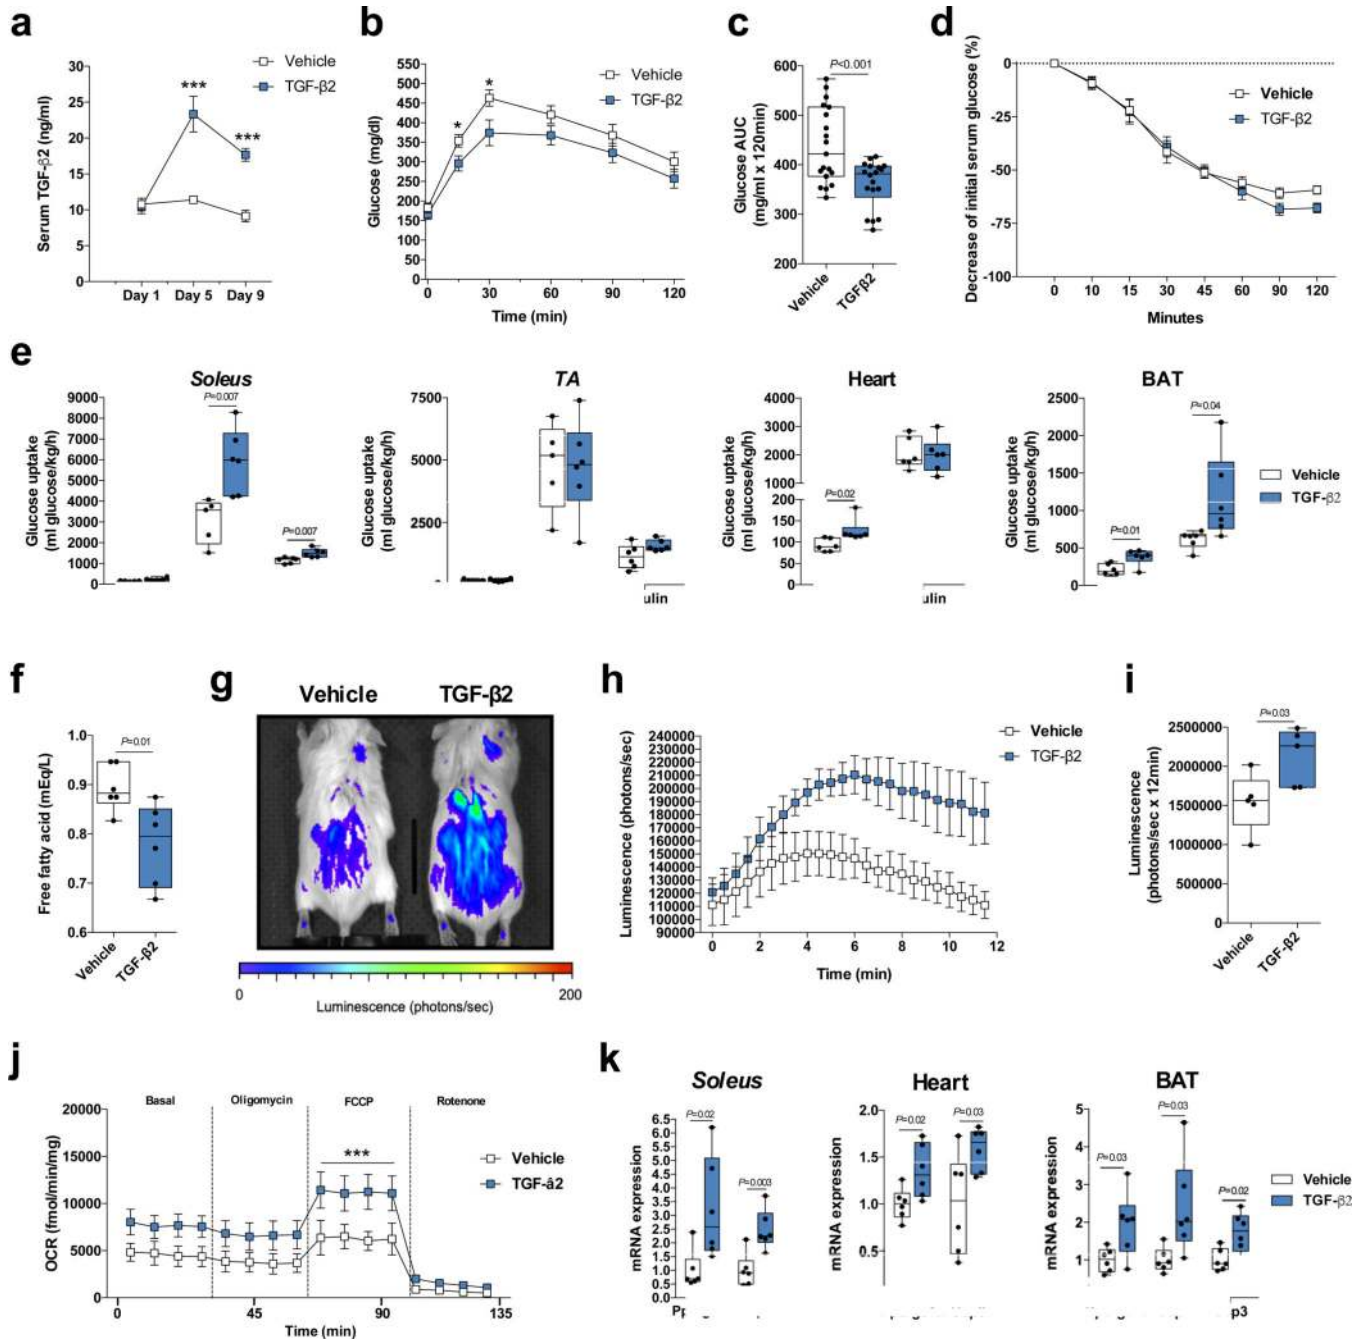 a
Vehicle
TGF-β2
Serum TGF-β2 (ng/ml)
30
25
20
15
10
5
0
***
***
Day 1 Day 5 Day 9
b
Vehicle
TGF-β2
Glucose (mg/dl)
550
500
450
400
350
300
250
200
150
100
50
0
*
*
0 30 60 90 120
Time (min)
c
P<0.001
Glucose AUC
(mg/ml x 120min)
600
500
400
300
200
Vehicle
TGFβ2
d
Decrease of initial serum glucose (%)
0
-25
-50
-75
-100
Vehicle
TGF-β2
0 10 15 30 45 60 90 120
Minutes
e
Soleus
Glucose uptake
(ml glucose/kg/h)
9000
8000
7000
6000
5000
4000
3000
2000
1000
0
P=0.007
P=0.007
TA
Glucose uptake
(ml glucose/kg/h)
7500
5000
2500
ulin
Heart
Glucose uptake
(ml glucose/kg/h)
4000
3000
2000
1000
200
150
100
50
0
P=0.02
ulin
BAT
Glucose uptake
(ml glucose/kg/h)
2500
2000
1500
1000
500
0
P=0.01
P=0.04
Vehicle
TGF-β2
f
Free fatty acid (mEq/L)
1.0
0.9
0.8
0.7
0.6
P=0.01
Vehicle
TGF-β2
g
Vehicle TGF-β2
0 200
Luminescence (photons/sec)
h
Vehicle
TGF-β2
Luminescence (photons/sec)
240000
230000
220000
210000
200000
190000
180000
170000
160000
150000
140000
130000
120000
110000
100000
90000
0 2 4 6 8 10 12
Time (min)
i
Luminescence
(photons/sec x 12min)
2500000
2000000
1500000
1000000
500000
0
P=0.03
Vehicle
TGF-β2
j
Basal Oligomycin FCCP Rotenone
OCR (fmol/min/mg)
20000
15000
10000
5000
0
***
Vehicle
TGF-â2
0 45 90 135
Time (min)
k
Soleus
mRNA expression
6.5
6.0
5.5
5.0
4.5
4.0
3.5
3.0
2.5
2.0
1.5
1.0
0.5
0.0
P=0.02
P=0.003
Heart
mRNA expression
2.0
1.5
1.0
0.5
P=0.02
P=0.03
BAT
mRNA expression
5
4
3
2
1
P=0.03
P=0.03
P=0.02
p3
Vehicle
TGF-β2